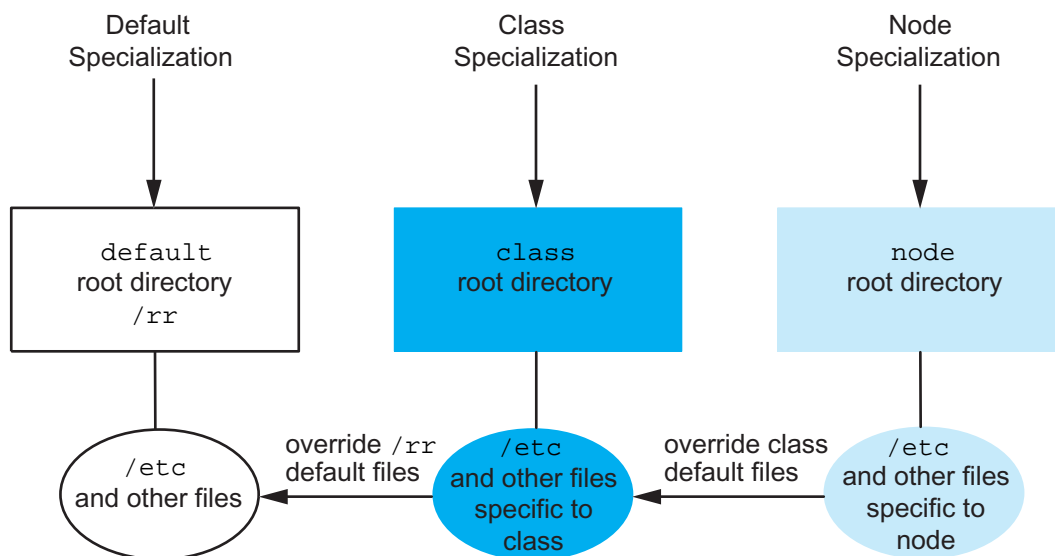 Default
Specialization
Class
Specialization
Node
Specialization
default
root directory
/rr
class
root directory
node
root directory
/etc
and other files
override /rr
default files
/etc
and other files
specific to
class
override class
default files
/etc
and other files
specific to
node